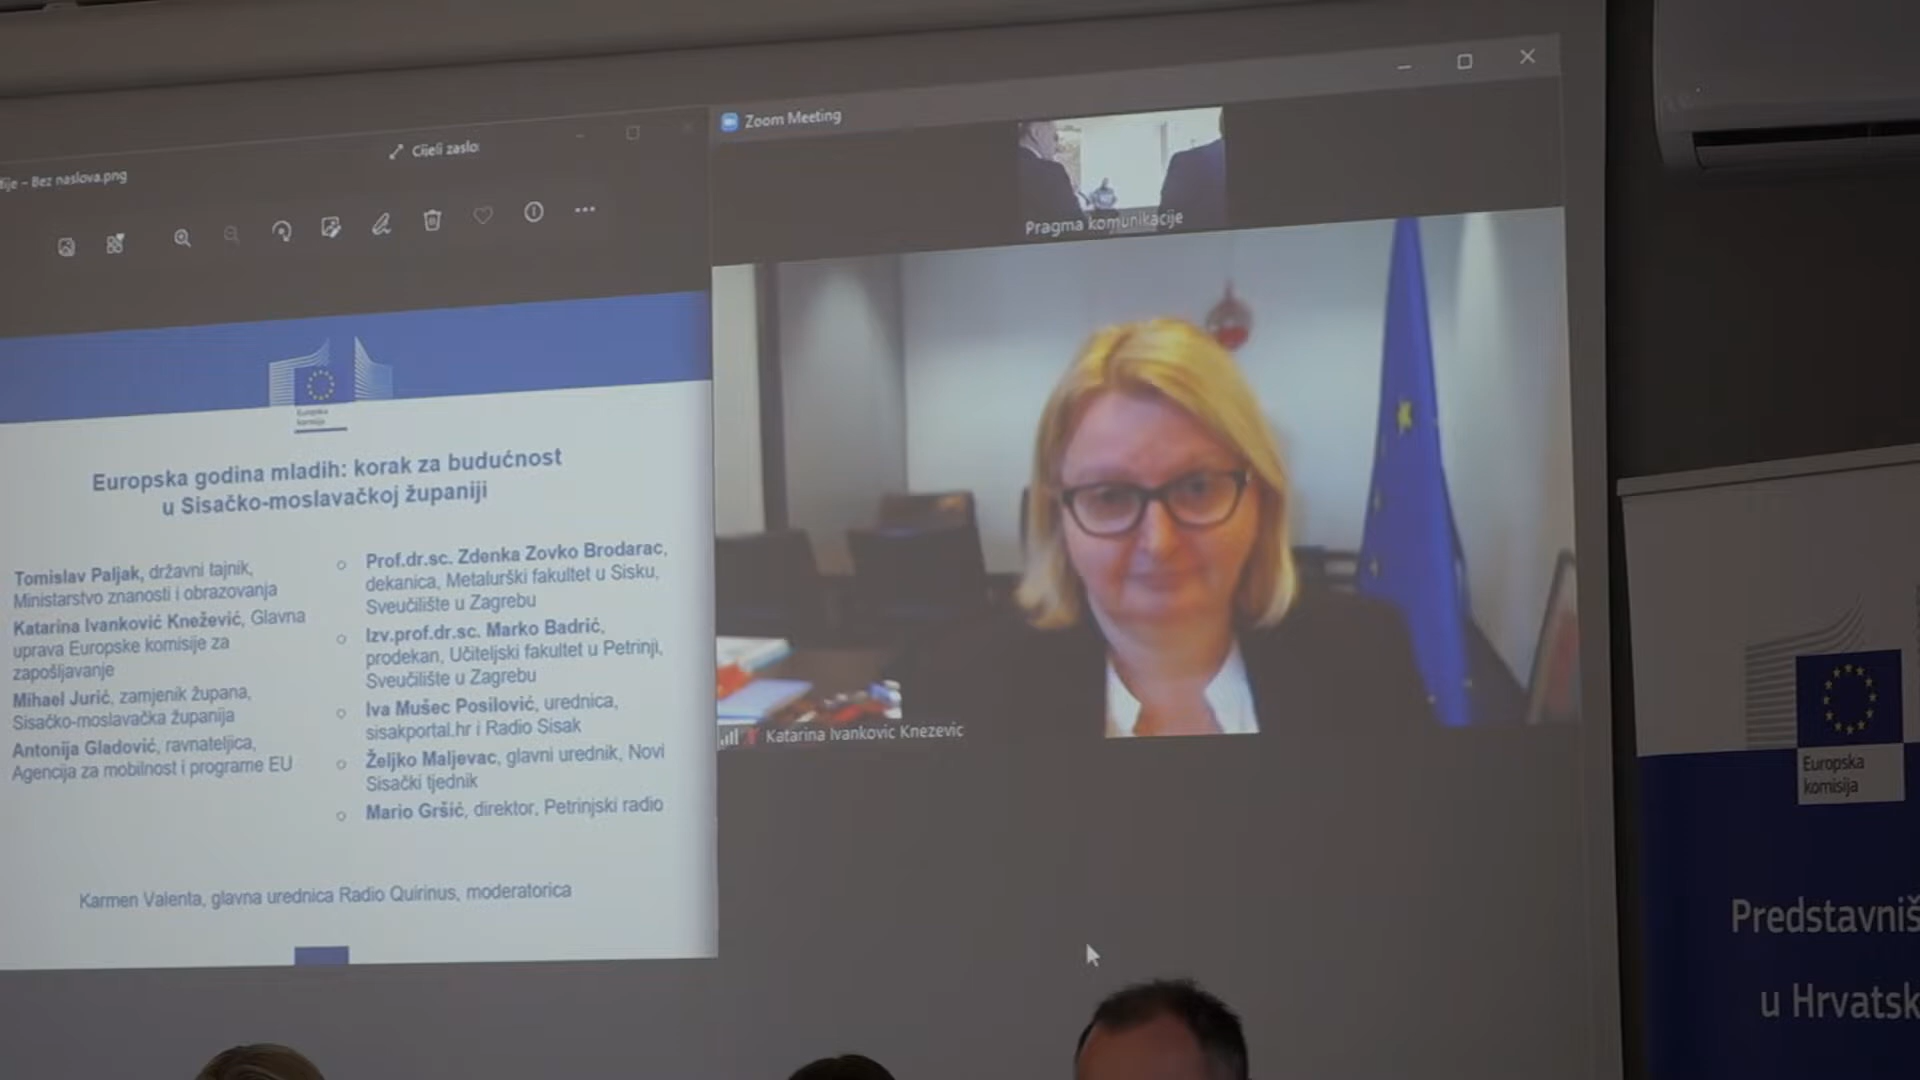 Cijeli zaslo
fije – Bez naslova.png
Europska
komisija
Europska godina mladih: korak za budućnost
u Sisačko-moslavačkoj županiji
Tomislav Paljak, državni tajnik,
Ministarstvo znanosti i obrazovanja
Katarina Ivanković Knežević, Glavna
uprava Europske komisije za
zapošljavanje
Mihael Jurić, zamjenik župana,
Sisačko-moslavačka županija
Antonija Gladović, ravnateljica,
Agencija za mobilnost i programe EU
Prof.dr.sc. Zdenka Zovko Brodarac,
dekanica, Metalurški fakultet u Sisku,
Sveučilište u Zagrebu
Izv.prof.dr.sc. Marko Badrić,
prodekan, Učiteljski fakultet u Petrinji,
Sveučilište u Zagrebu
Iva Mušec Posilović, urednica,
sisakportal.hr i Radio Sisak
Željko Maljevac, glavni urednik, Novi
Sisački tjednik
Mario Gršić, direktor, Petrinjski radio
Karmen Valenta, glavna urednica Radio Quirinus, moderatorica
Zoom Meeting
Pragma komunikacije
Katarina Ivankovic Knezevic
Europska
komisija
Predstavniš
u Hrvatsk